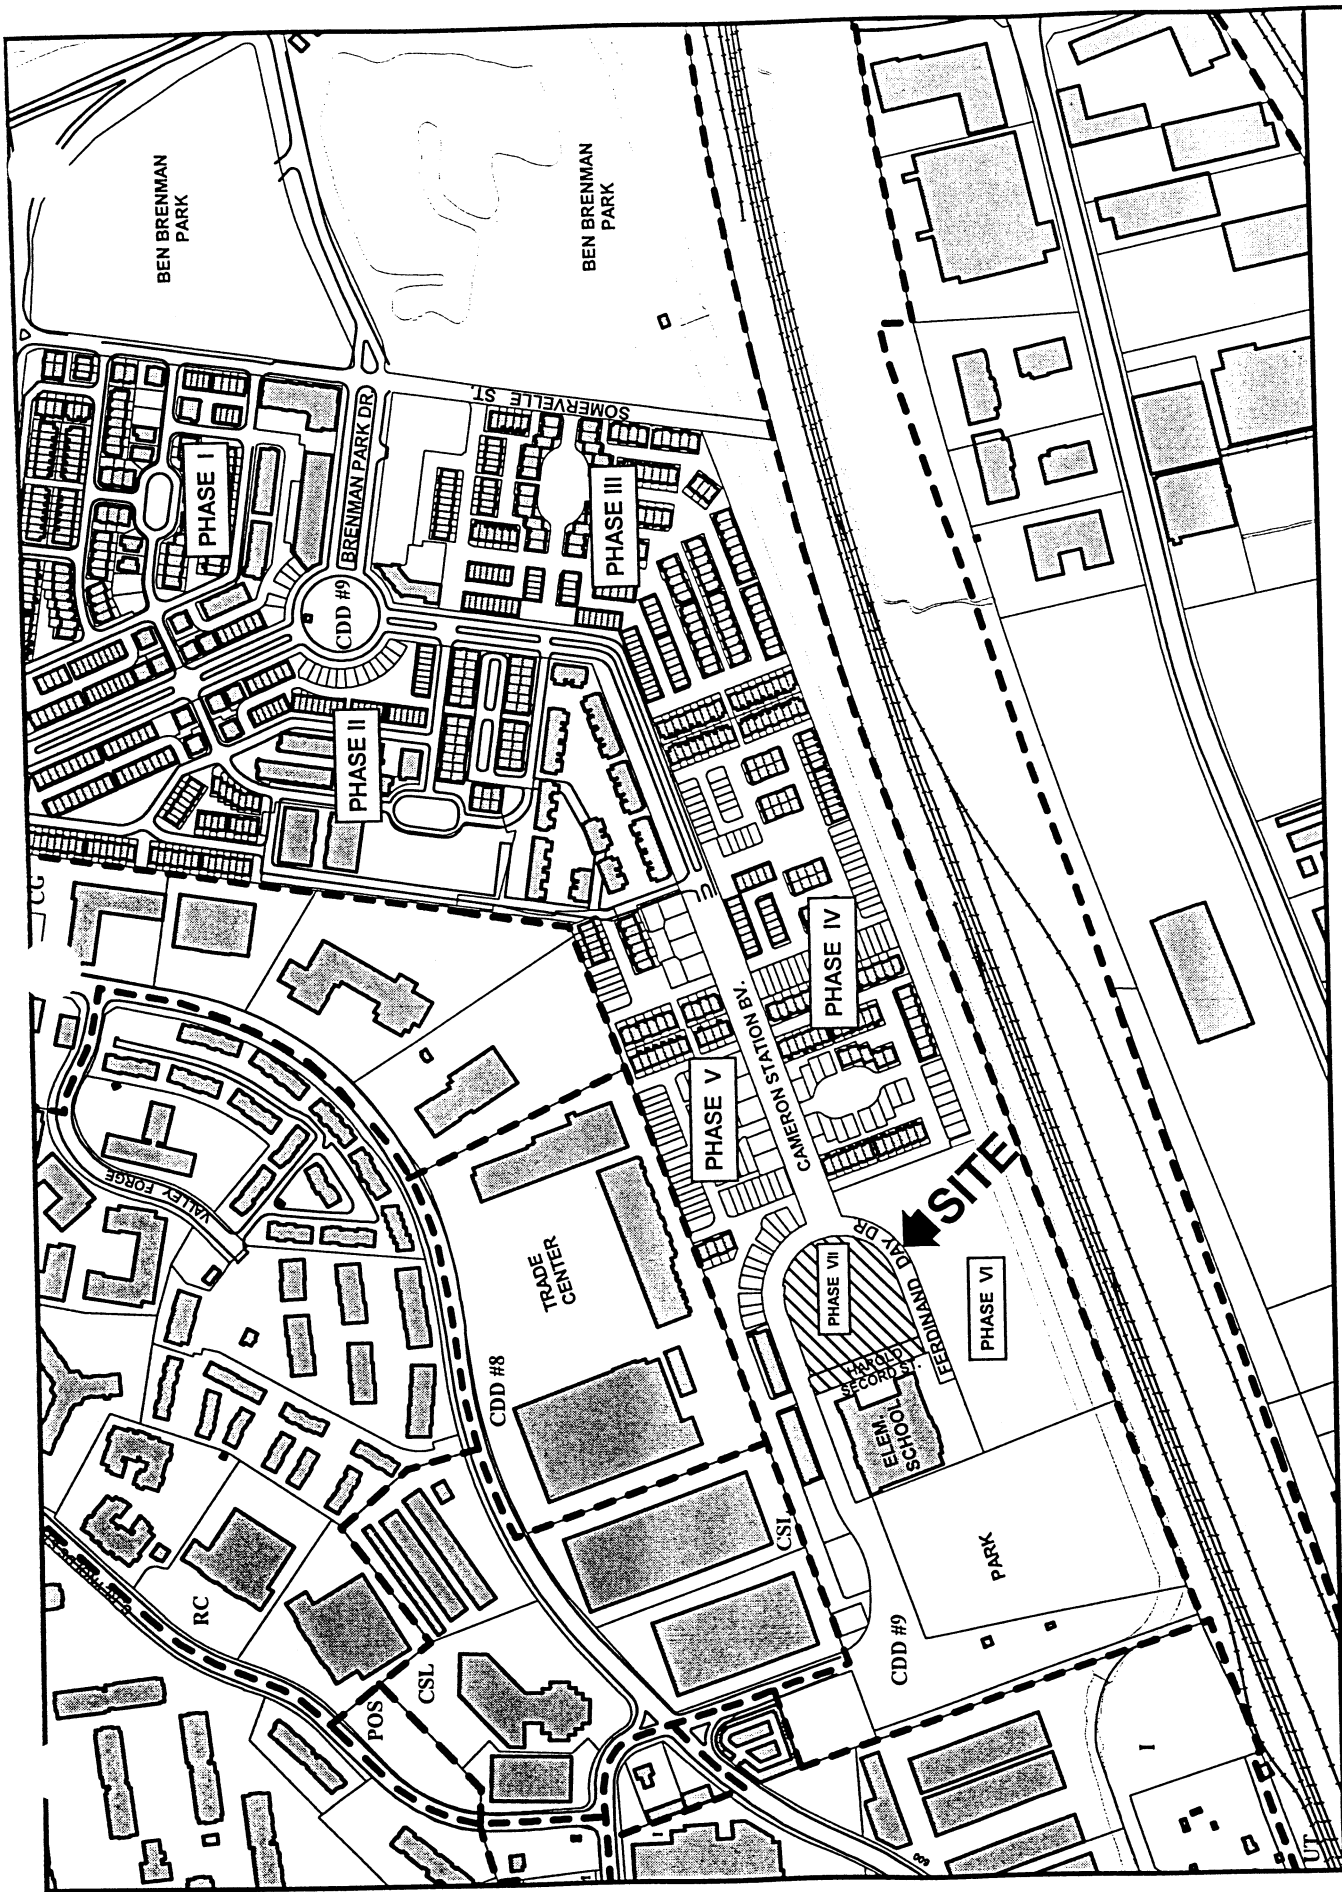 BEN BRENMAN
PARK
BEN BRENMAN
PARK
SOMERVELLE ST.
BRENMAN PARK DR.
PHASE I
PHASE III
CDD #9
PHASE II
CG
PHASE IV
CAMERON STATION BV.
PHASE V
VALLEY FORGE
TRADE
CENTER
SITE
FERDINAND DAY DR
PHASE VII
PHASE VI
HAROLD
SECORD ST.
ELEM.
SCHOOL
CDD #8
CSL
PARK
RC
CDD #9
CSL
POS
I
I
600
UT